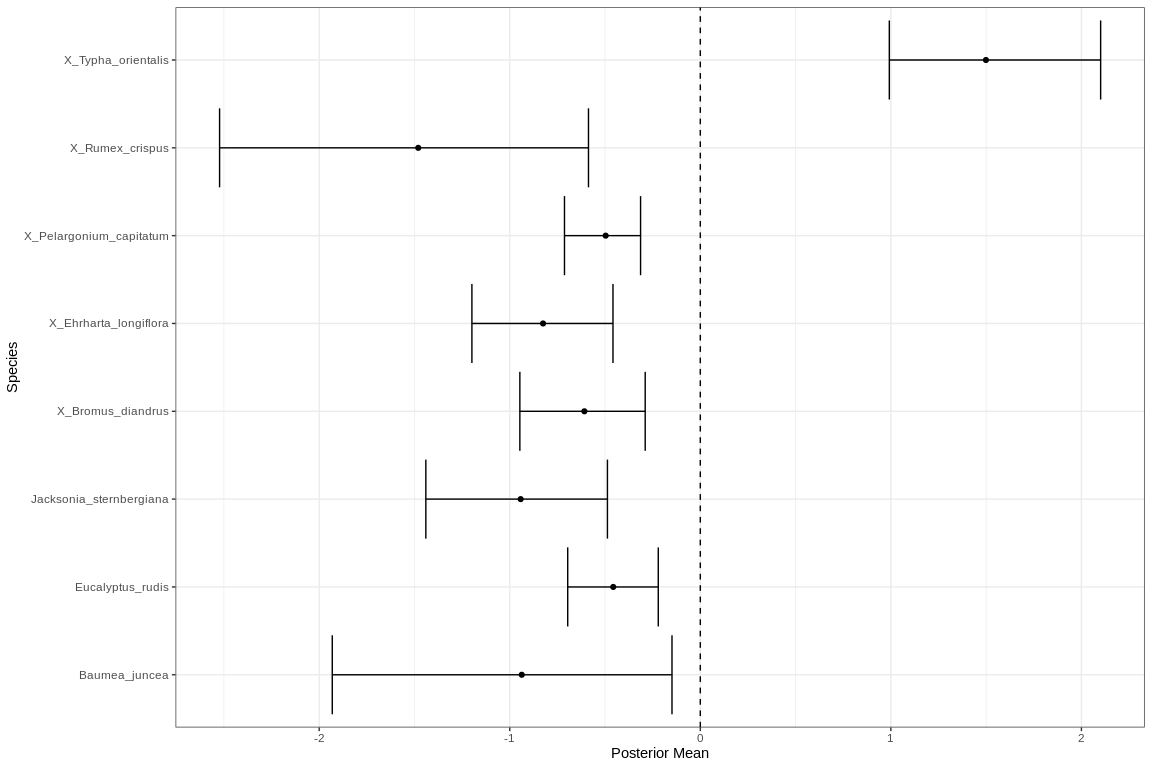 X_Typha_orientalis
X_Rumex_crispus
X_Pelargonium_capitatum
X_Ehrharta_longiflora
X_Bromus_diandrus
Jacksonia_sternbergiana
Eucalyptus_rudis
Baumea_juncea
Species
-2 -1 0 1 2
Posterior Mean